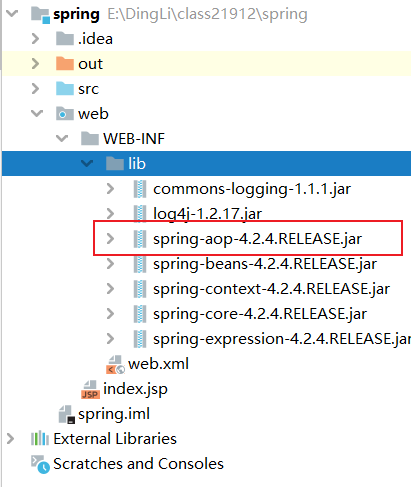 spring E:\DingLi\class21912\spring
.idea
out
src
web
WEB-INF
lib
commons-logging-1.1.1.jar
log4j-1.2.17.jar
spring-aop-4.2.4.RELEASE.jar
spring-beans-4.2.4.RELEASE.jar
spring-context-4.2.4.RELEASE.jar
spring-core-4.2.4.RELEASE.jar
spring-expression-4.2.4.RELEASE.jar
web.xml
index.jsp
spring.iml
External Libraries
Scratches and Consoles